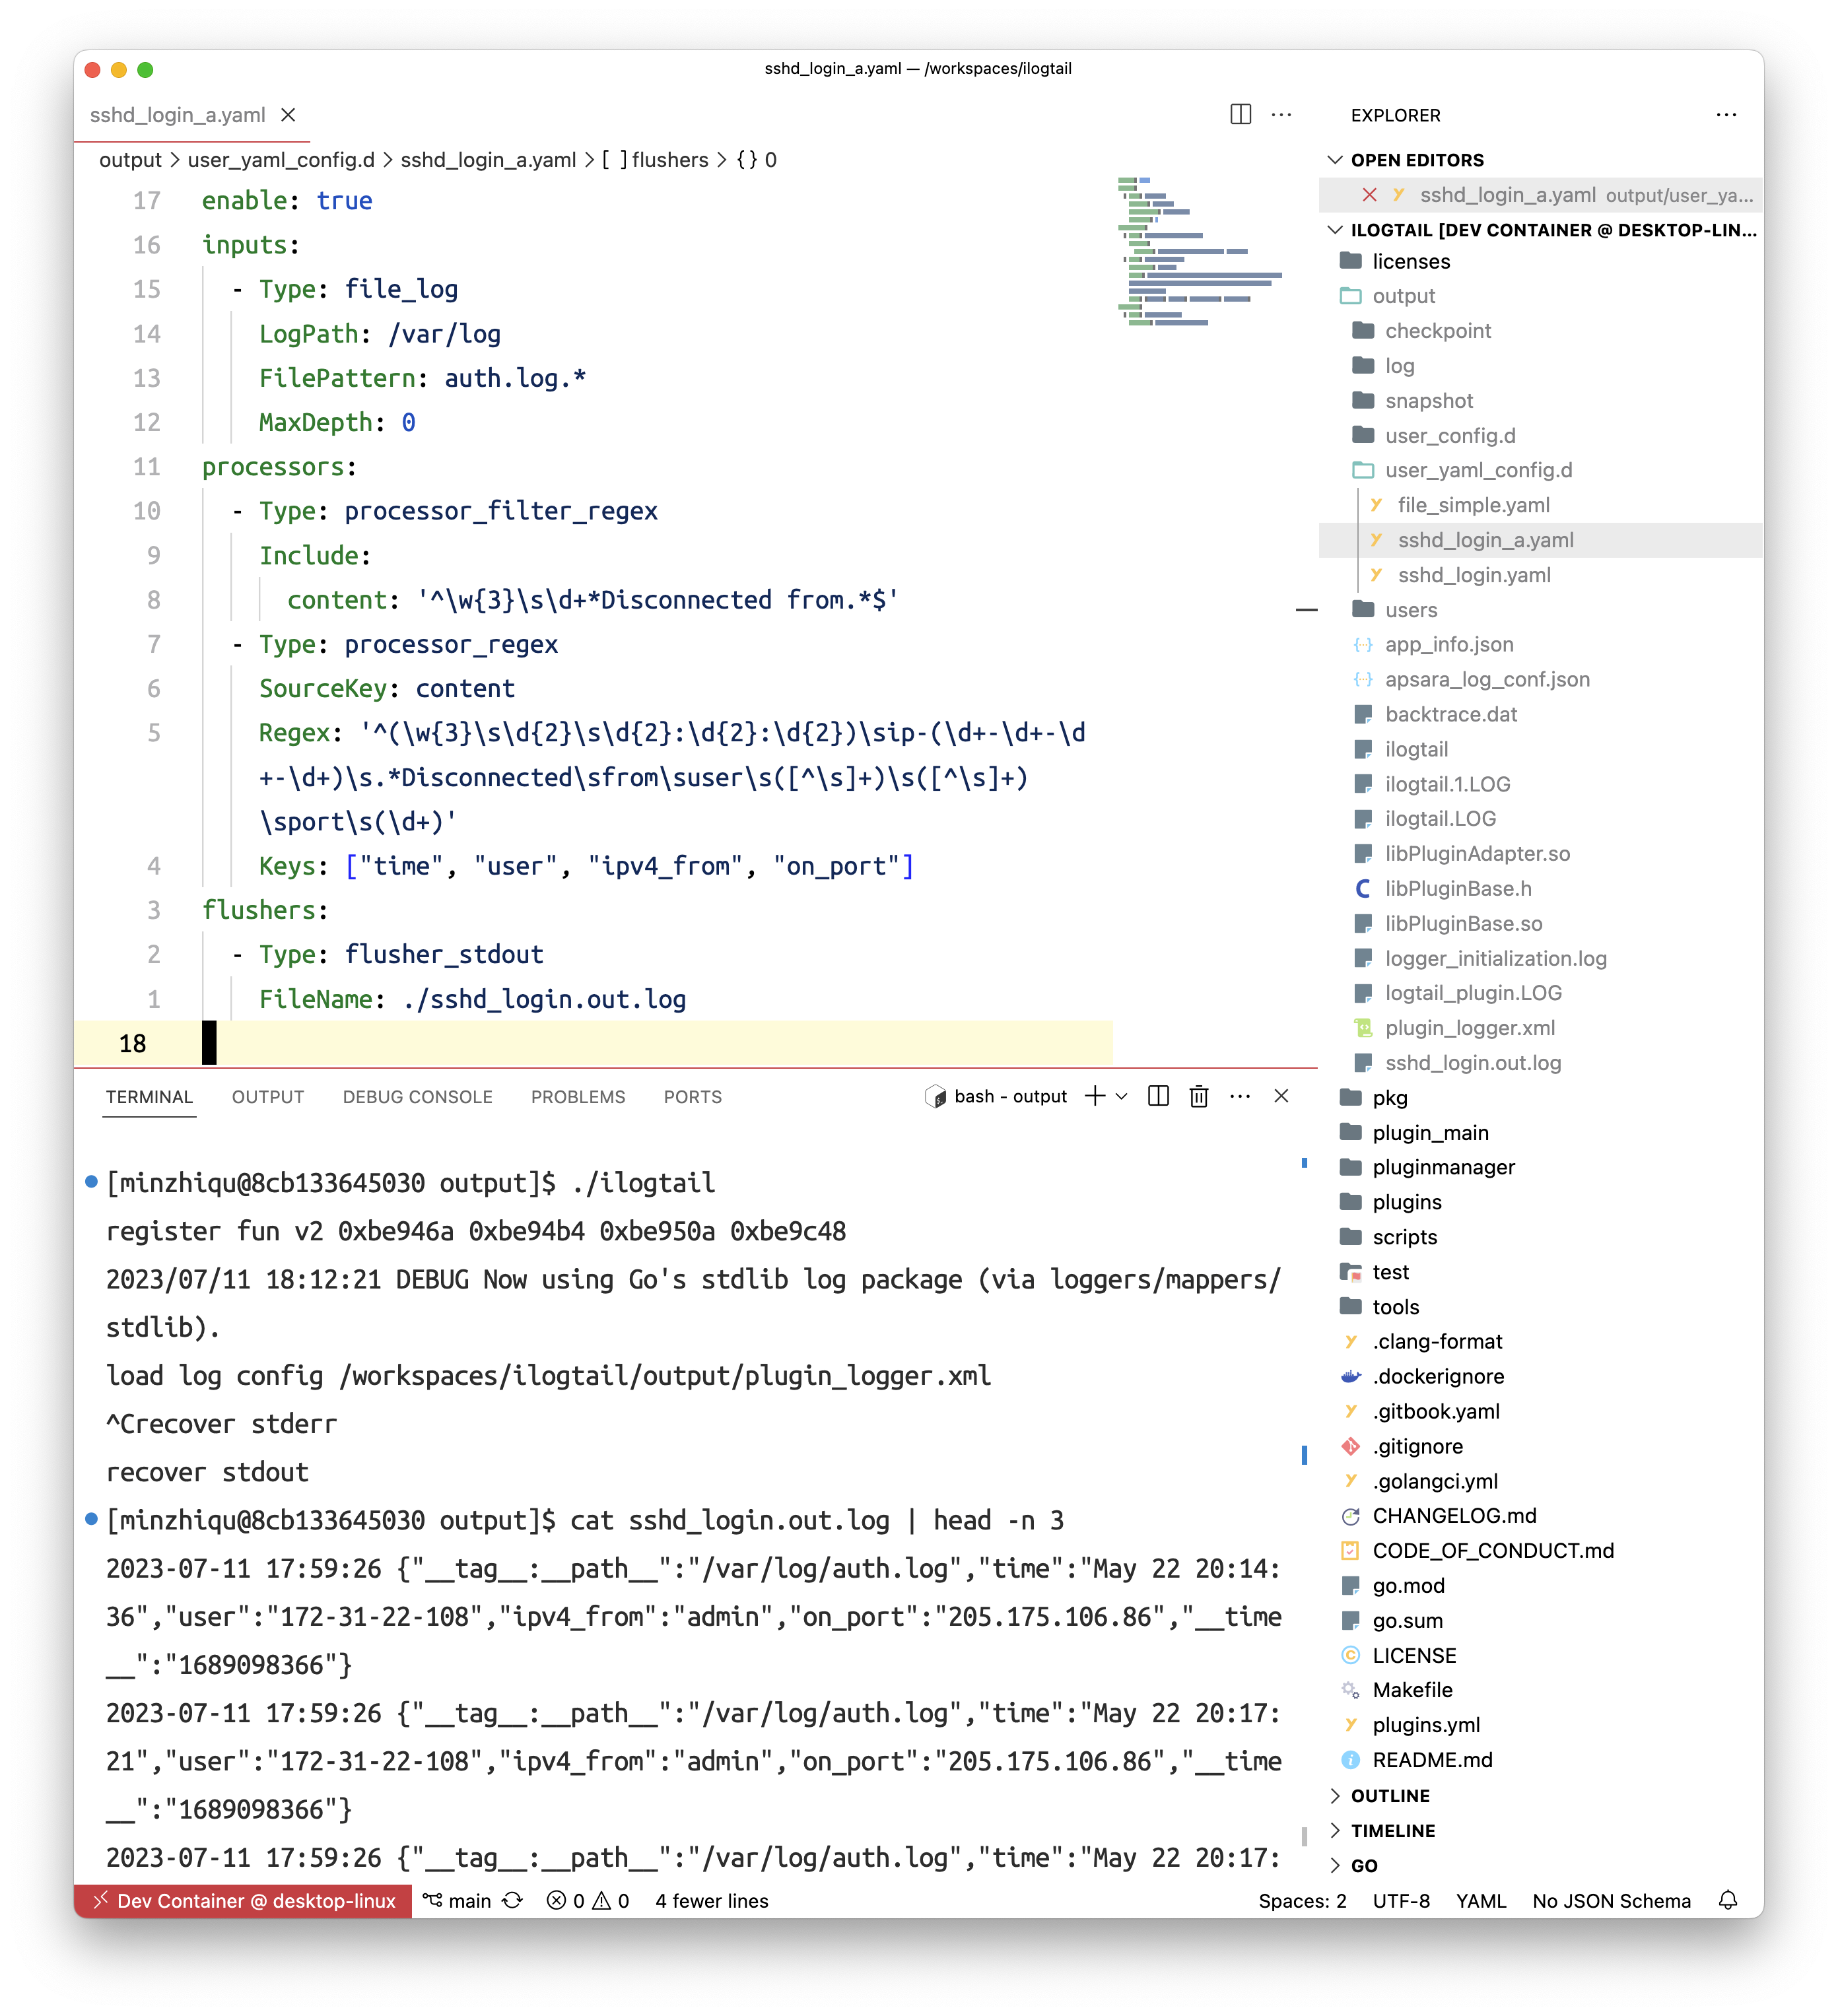 sshd_login_a.yaml — /workspaces/ilogtail
sshd_login_a.yaml
output > user_yaml_config.d > sshd_login_a.yaml > [ ] flushers > {} 0
17 enable: true
16 inputs:
15 - Type: file_log
14 LogPath: /var/log
13 FilePattern: auth.log.*
12 MaxDepth: 0
11 processors:
10 - Type: processor_filter_regex
9 Include:
8 content: '^\w{3}\s\d+*Disconnected from.*$'
7 - Type: processor_regex
6 SourceKey: content
5 Regex: '^(\w{3}\s\d{2}\s\d{2}:\d{2}:\d{2})\sip-(\d+-\d+-\d
+-\d+)\s.*Disconnected\sfrom\suser\s([^\s]+)\s([^\s]+)
\sport\s(\d+)'
4 Keys: ["time", "user", "ipv4_from", "on_port"]
3 flushers:
2 - Type: flusher_stdout
1 FileName: ./sshd_login.out.log
18
TERMINAL OUTPUT DEBUG CONSOLE PROBLEMS PORTS bash - output
[minzhiqu@8cb133645030 output]$ ./ilogtail
register fun v2 0xbe946a 0xbe94b4 0xbe950a 0xbe9c48
2023/07/11 18:12:21 DEBUG Now using Go's stdlib log package (via loggers/mappers/
stdlib).
load log config /workspaces/ilogtail/output/plugin_logger.xml
^Crecover stderr
recover stdout
[minzhiqu@8cb133645030 output]$ cat sshd_login.out.log | head -n 3
2023-07-11 17:59:26 {"__tag__:__path__":"/var/log/auth.log","time":"May 22 20:14:
36","user":"172-31-22-108","ipv4_from":"admin","on_port":"205.175.106.86","__time
__":"1689098366"}
2023-07-11 17:59:26 {"__tag__:__path__":"/var/log/auth.log","time":"May 22 20:17:
21","user":"172-31-22-108","ipv4_from":"admin","on_port":"205.175.106.86","__time
__":"1689098366"}
2023-07-11 17:59:26 {"__tag__:__path__":"/var/log/auth.log","time":"May 22 20:17:
EXPLORER
OPEN EDITORS
sshd_login_a.yaml output/user_ya...
ILOGTAIL [DEV CONTAINER @ DESKTOP-LIN...
licenses
output
checkpoint
log
snapshot
user_config.d
user_yaml_config.d
file_simple.yaml
sshd_login_a.yaml
sshd_login.yaml
users
app_info.json
apsara_log_conf.json
backtrace.dat
ilogtail
ilogtail.1.LOG
ilogtail.LOG
libPluginAdapter.so
libPluginBase.h
libPluginBase.so
logger_initialization.log
logtail_plugin.LOG
plugin_logger.xml
sshd_login.out.log
pkg
plugin_main
pluginmanager
plugins
scripts
test
tools
.clang-format
.dockerignore
.gitbook.yaml
.gitignore
.golangci.yml
CHANGELOG.md
CODE_OF_CONDUCT.md
go.mod
go.sum
LICENSE
Makefile
plugins.yml
README.md
OUTLINE
TIMELINE
GO
Dev Container @ desktop-linux main 0 0 4 fewer lines Spaces: 2 UTF-8 YAML No JSON Schema